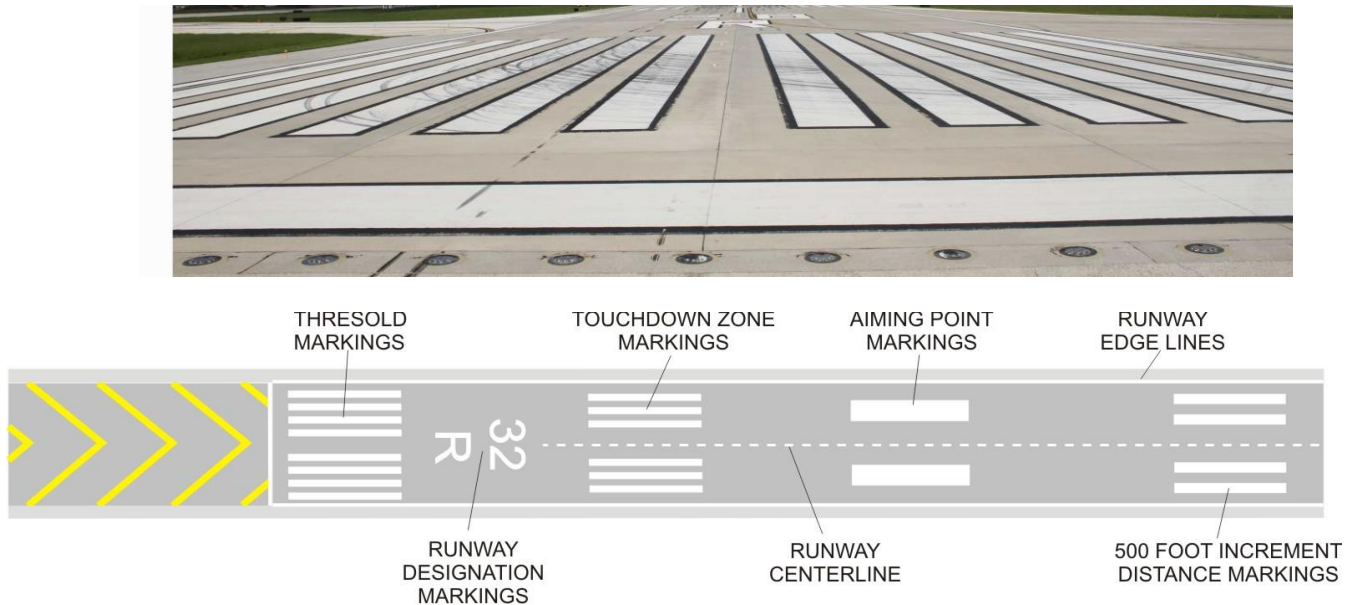 THRESOLD
MARKINGS
TOUCHDOWN ZONE
MARKINGS
AIMING POINT
MARKINGS
RUNWAY
EDGE LINES
32
R
RUNWAY
DESIGNATION
MARKINGS
RUNWAY
CENTERLINE
500 FOOT INCREMENT
DISTANCE MARKINGS